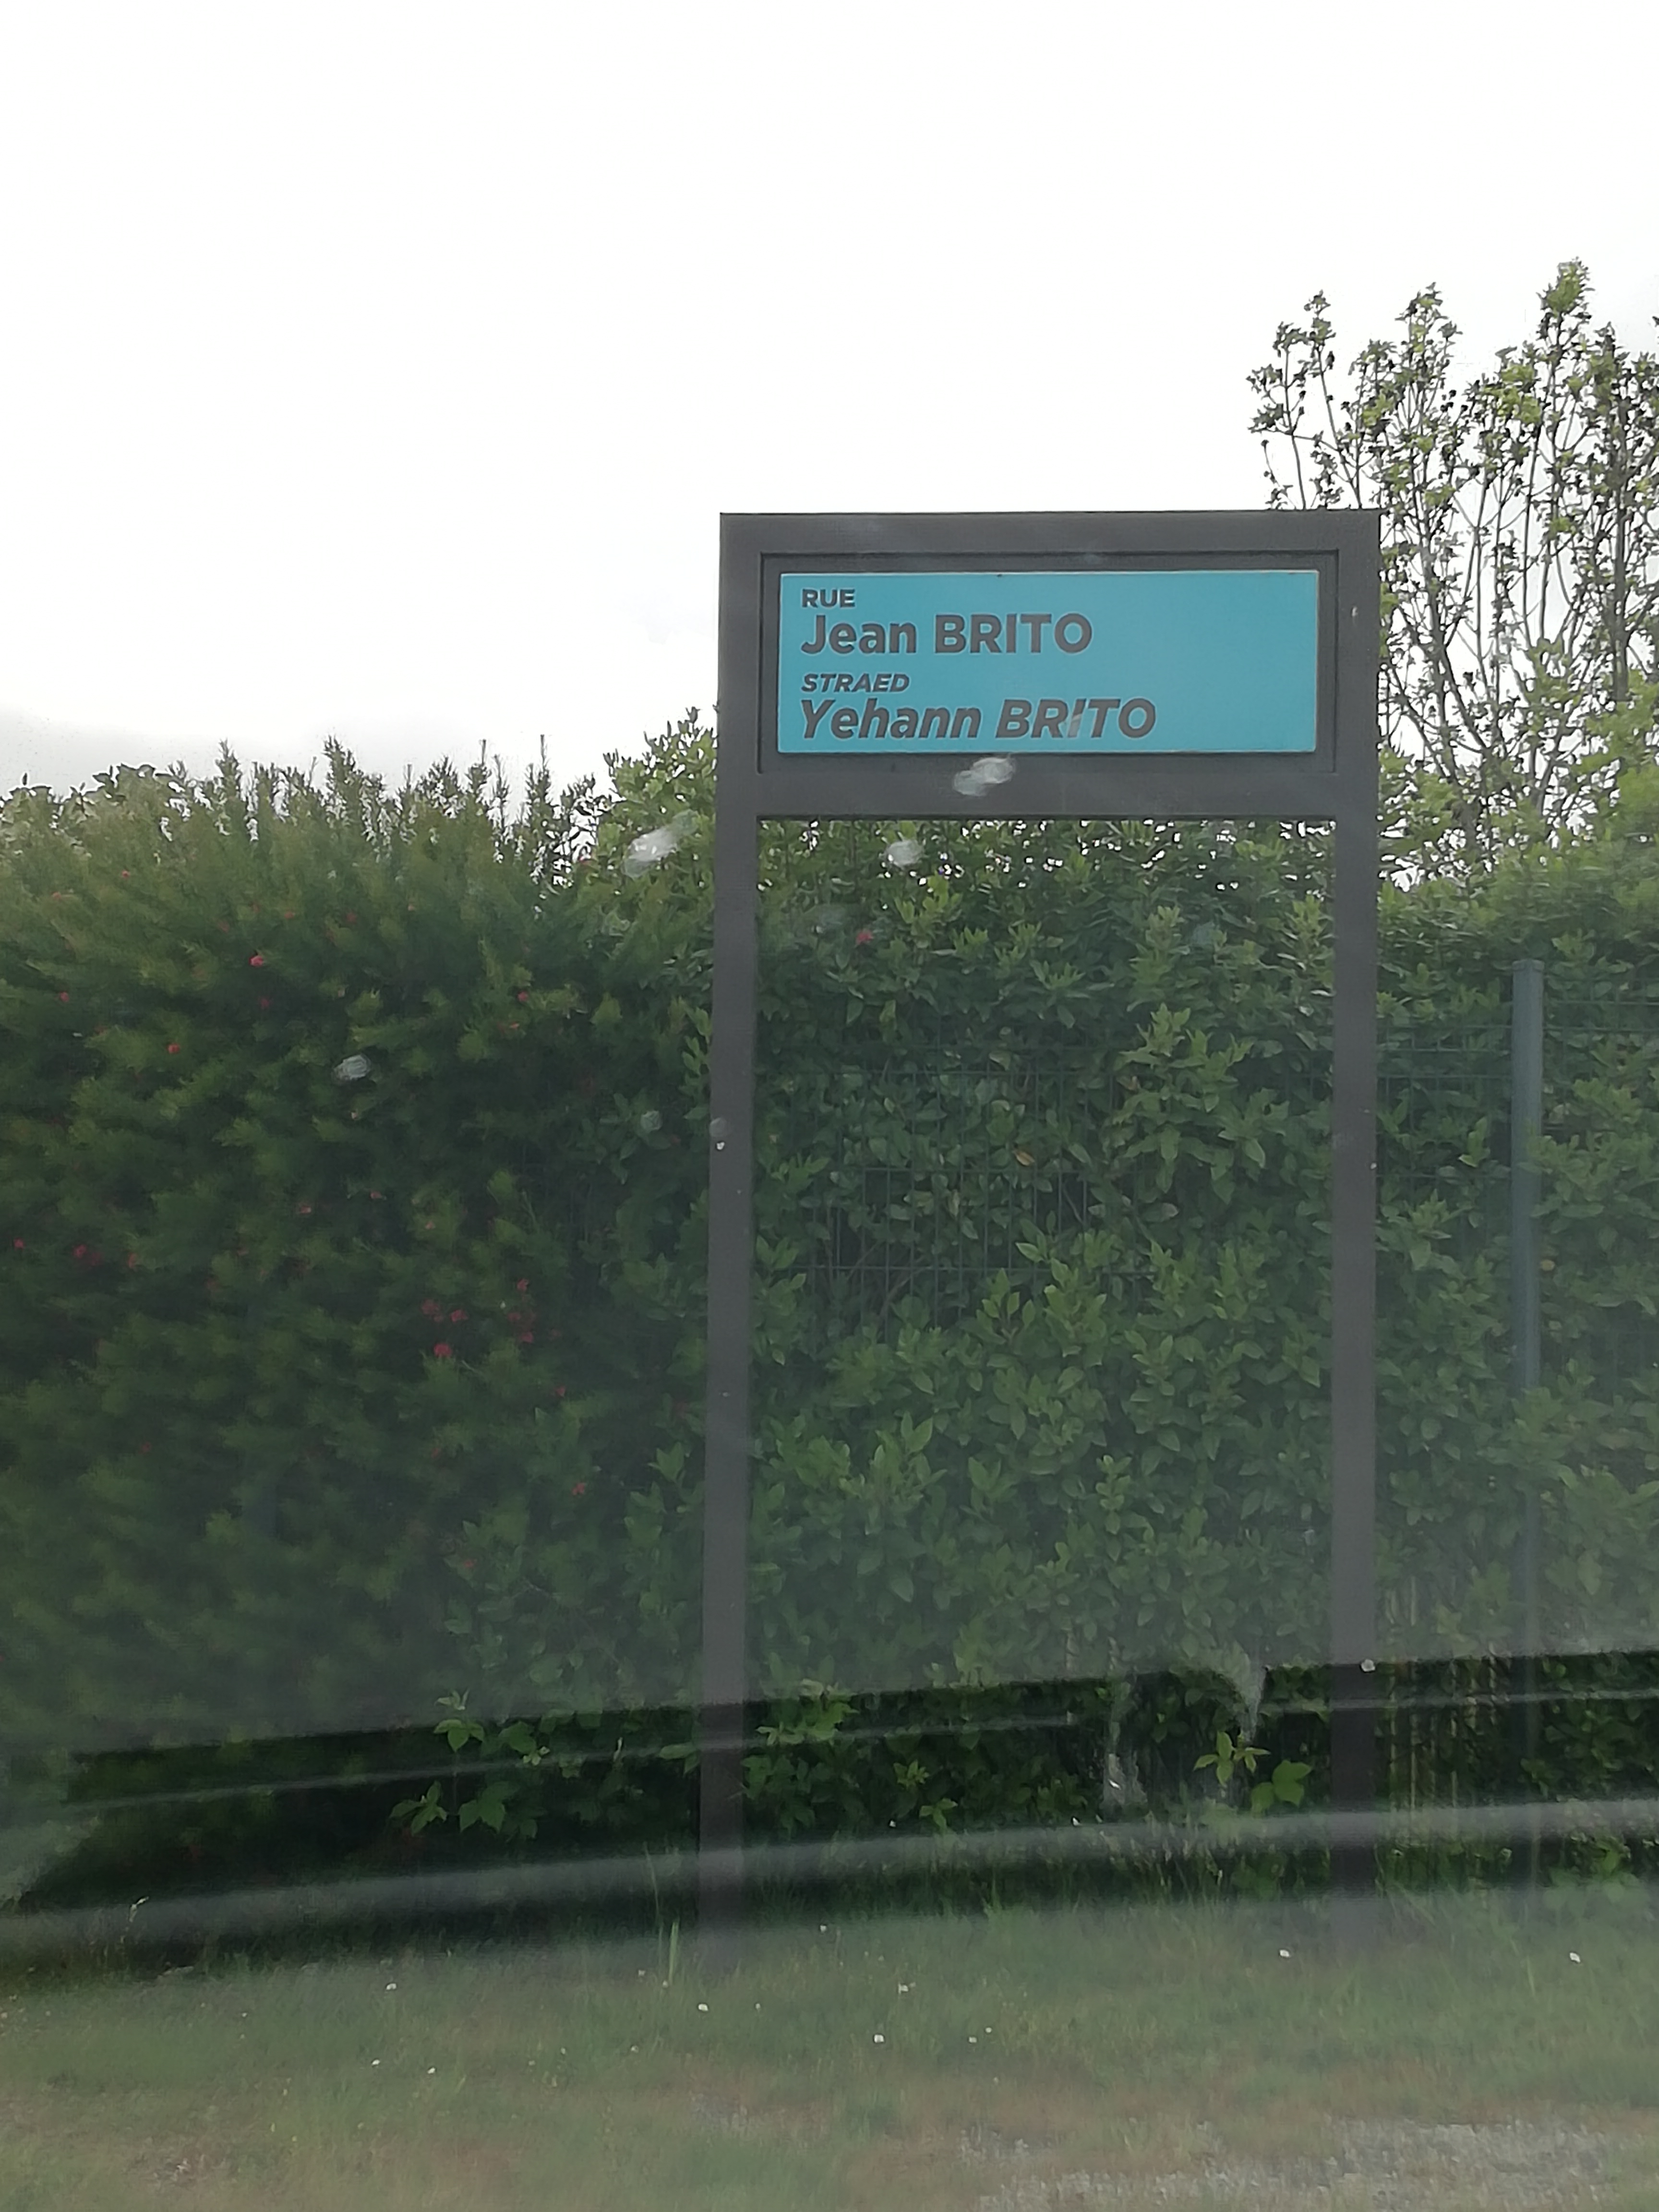 RUE
Jean BRITO
STRAED
Yehann BRITO